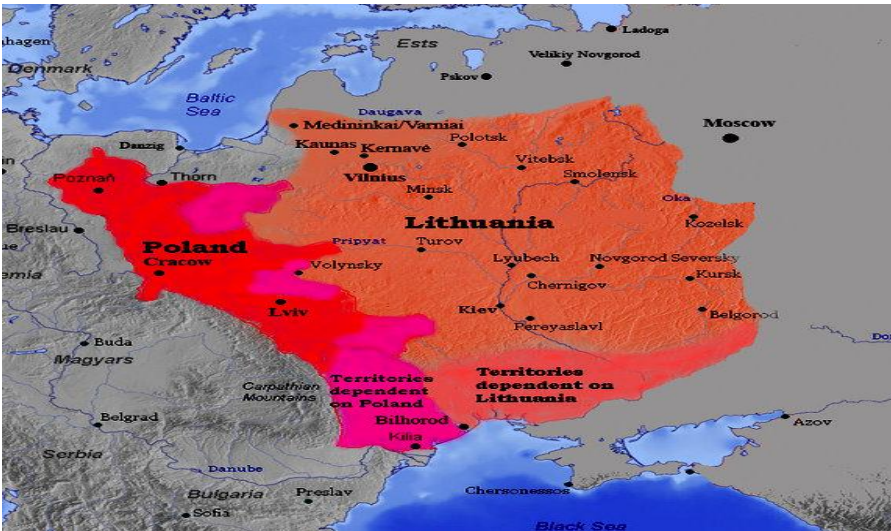 Ladoga
Ests
Velikiy Novgorod
Denmark
Pskov
Baltic
Sea
Daugava
Medininkai/Varniai
Moscow
Danzig
Kaunas
Kernavė
Polotsk
Vitebsk
Poznań
Thorn
Vilnius
Smolensk
Minsk
Oka
Lithuania
Kozelsk
Breslau
Poland
Pripyat
Turov
Cracow
Volynsky
Lyubech
Novgorod Seversky
Chernigov
Kursk
Lviv
Kiev
Pereyaslavl
Belgorod
Buda
Magyars
Carpathian
Mountains
Territories
dependent
on Poland
Territories
dependent on
Lithuania
Belgrad
Bilhorod
Azov
Kilia
Serbia
Danube
Bulgaria
Preslav
Chersonessos
Sofia
Black Sea